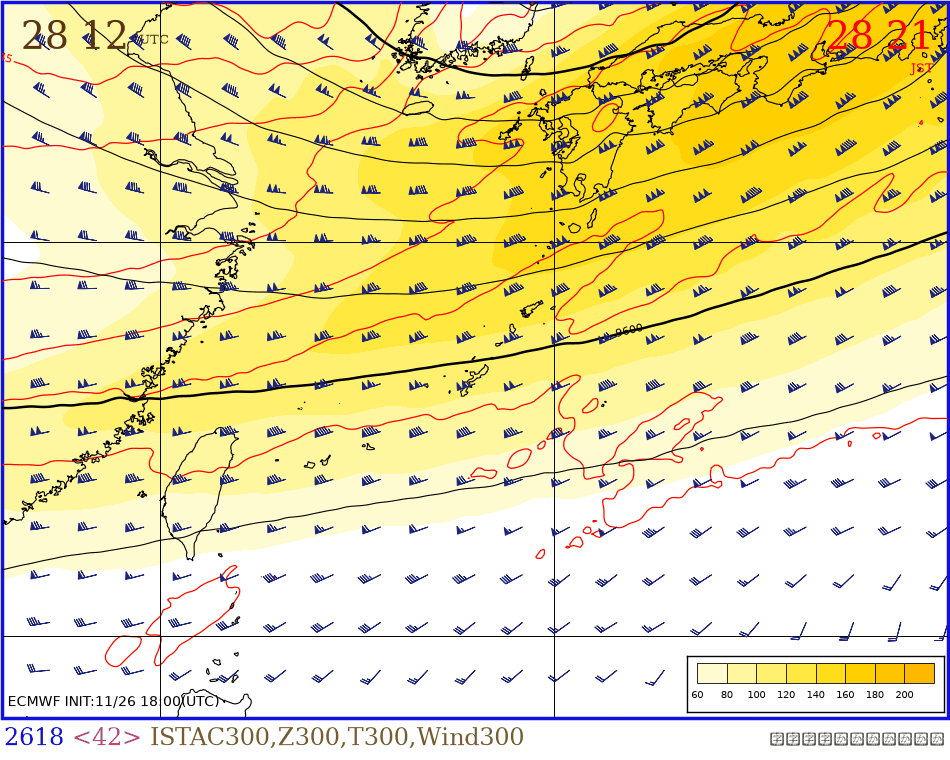 28 12 UTC
28 21
JST
45
9600
60 80 100 120 140 160 180 200
ECMWF INIT:11/26 18:00(UTC)
2618 <42> ISTAC300,Z300,T300,Wind300